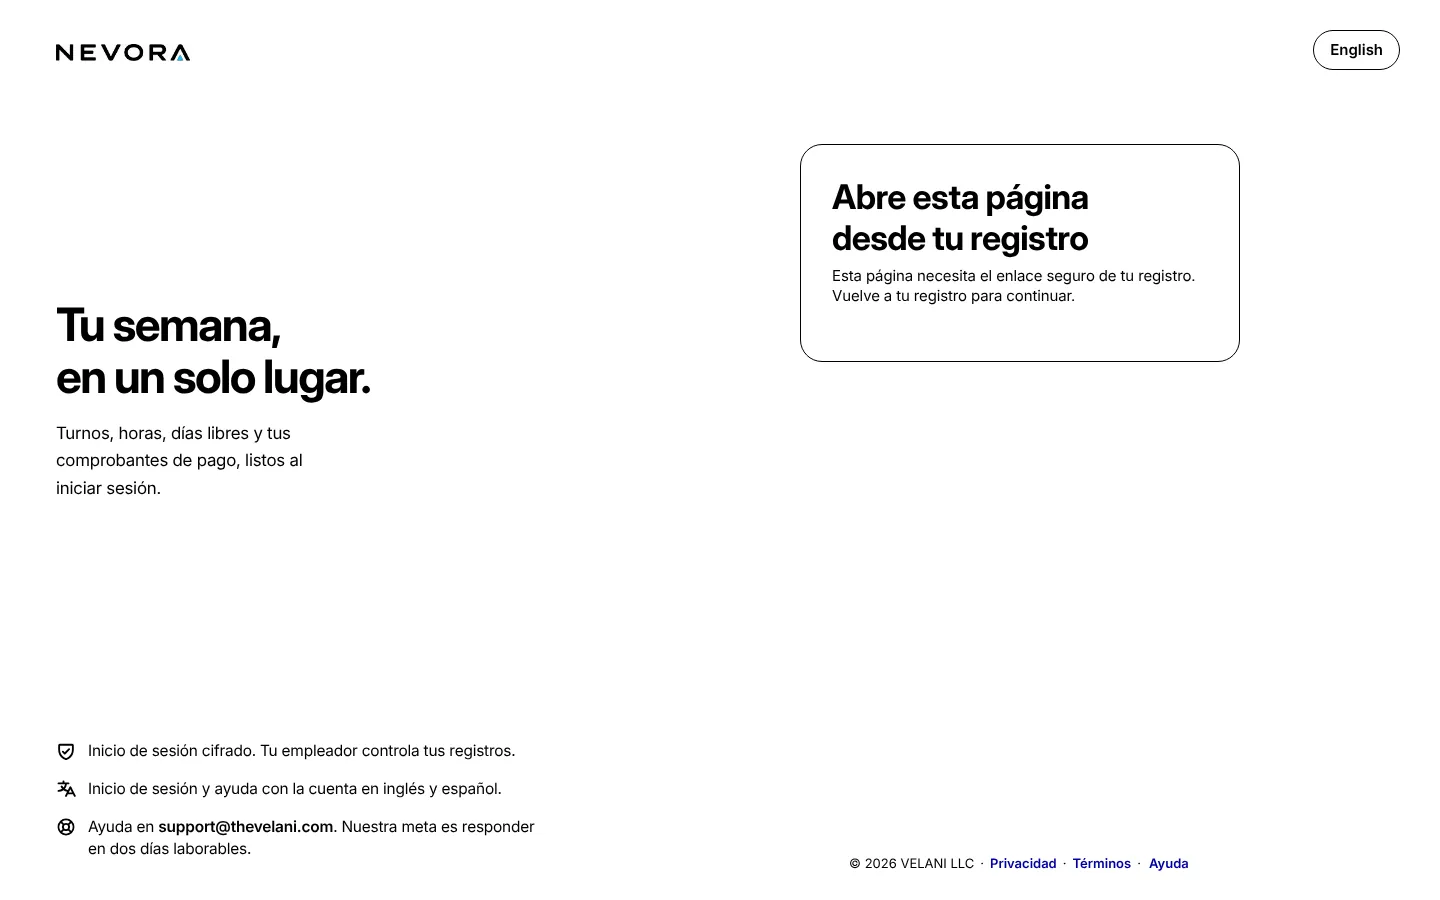 NEVORA
English
Tu semana,
en un solo lugar.
Turnos, horas, días libres y tus
comprobantes de pago, listos al
iniciar sesión.
Inicio de sesión cifrado. Tu empleador controla tus registros.
Inicio de sesión y ayuda con la cuenta en inglés y español.
Ayuda en support@thevelani.com. Nuestra meta es responder
en dos días laborables.
Abre esta página
desde tu registro
Esta página necesita el enlace seguro de tu registro.
Vuelve a tu registro para continuar.
© 2026 VELANI LLC · Privacidad · Términos · Ayuda